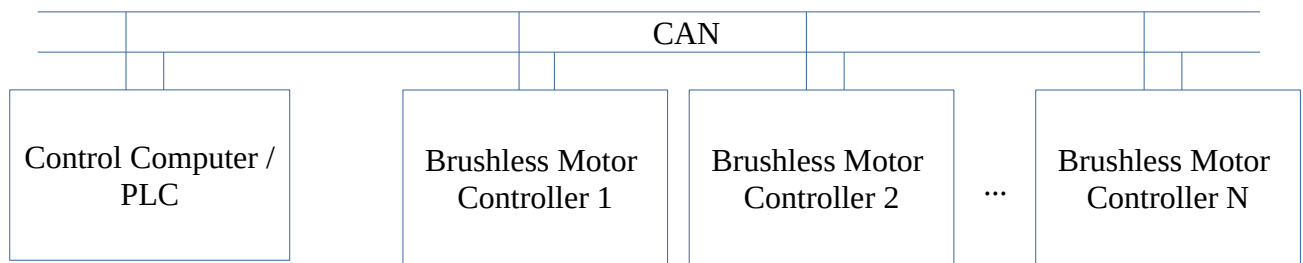 CAN
Control Computer /
PLC
Brushless Motor
Controller 1
Brushless Motor
Controller 2
...
Brushless Motor
Controller N